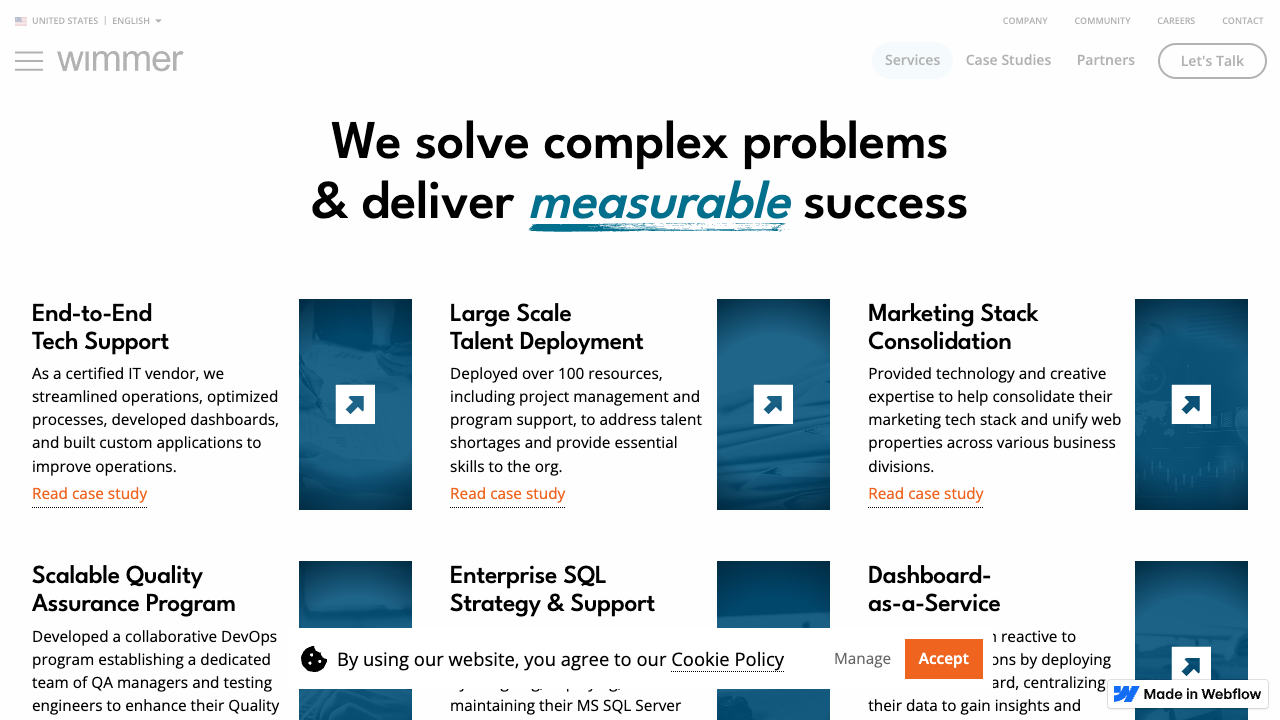 UNITED STATES | ENGLISH
COMPANY COMMUNITY CAREERS CONTACT
wimmer
Services Case Studies Partners Let's Talk
We solve complex problems
& deliver measurable success
End-to-End
Tech Support
As a certified IT vendor, we
streamlined operations, optimized
processes, developed dashboards,
and built custom applications to
improve operations.
Read case study
Large Scale
Talent Deployment
Deployed over 100 resources,
including project management and
program support, to address talent
shortages and provide essential
skills to the org.
Read case study
Marketing Stack
Consolidation
Provided technology and creative
expertise to help consolidate their
marketing tech stack and unify web
properties across various business
divisions.
Read case study
Scalable Quality
Assurance Program
Developed a collaborative DevOps
program establishing a dedicated
team of QA managers and testing
engineers to enhance their Quality
Enterprise SQL
Strategy & Support
maintaining their MS SQL Server
Dashboard-
as-a-Service
reactive to
by deploying
centralizing
their data to gain insights and
By using our website, you agree to our Cookie Policy
Manage
Accept
Made in Webflow